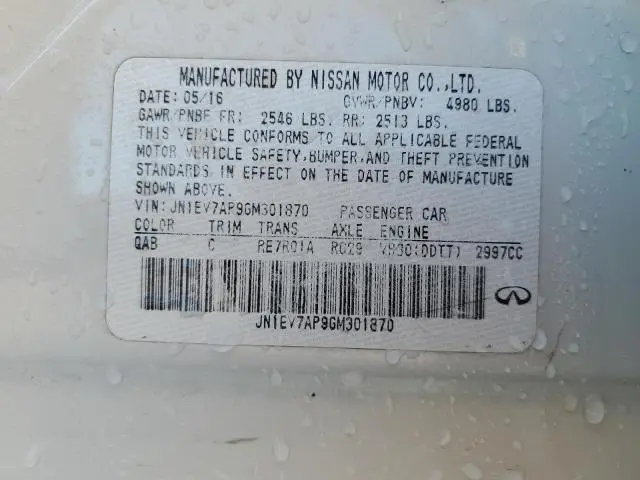 MANUFACTURED BY NISSAN MOTOR CO.,LTD.
DATE: 05/16 GVWR/PNBV: 4980 LBS.
GAWR/PNBE FR: 2546 LBS. RR: 2513 LBS.
THIS VEHICLE CONFORMS TO ALL APPLICABLE FEDERAL
MOTOR VEHICLE SAFETY,BUMPER,AND THEFT PREVENTION
STANDARDS IN EFFECT ON THE DATE OF MANUFACTURE
SHOWN ABOVE.
VIN: JN1EV7AP9GM301870 PASSENGER CAR
COLOR TRIM TRANS AXLE ENGINE
QAB C RE7R01A RC29 VR30(DDTT) 2997CC
JN1EV7AP9GM301870